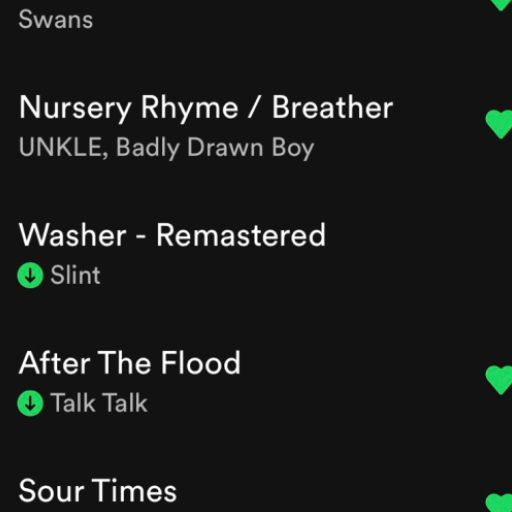 Swans
Nursery Rhyme / Breather
UNKLE, Badly Drawn Boy
Washer - Remastered
Slint
After The Flood
Talk Talk
Sour Times